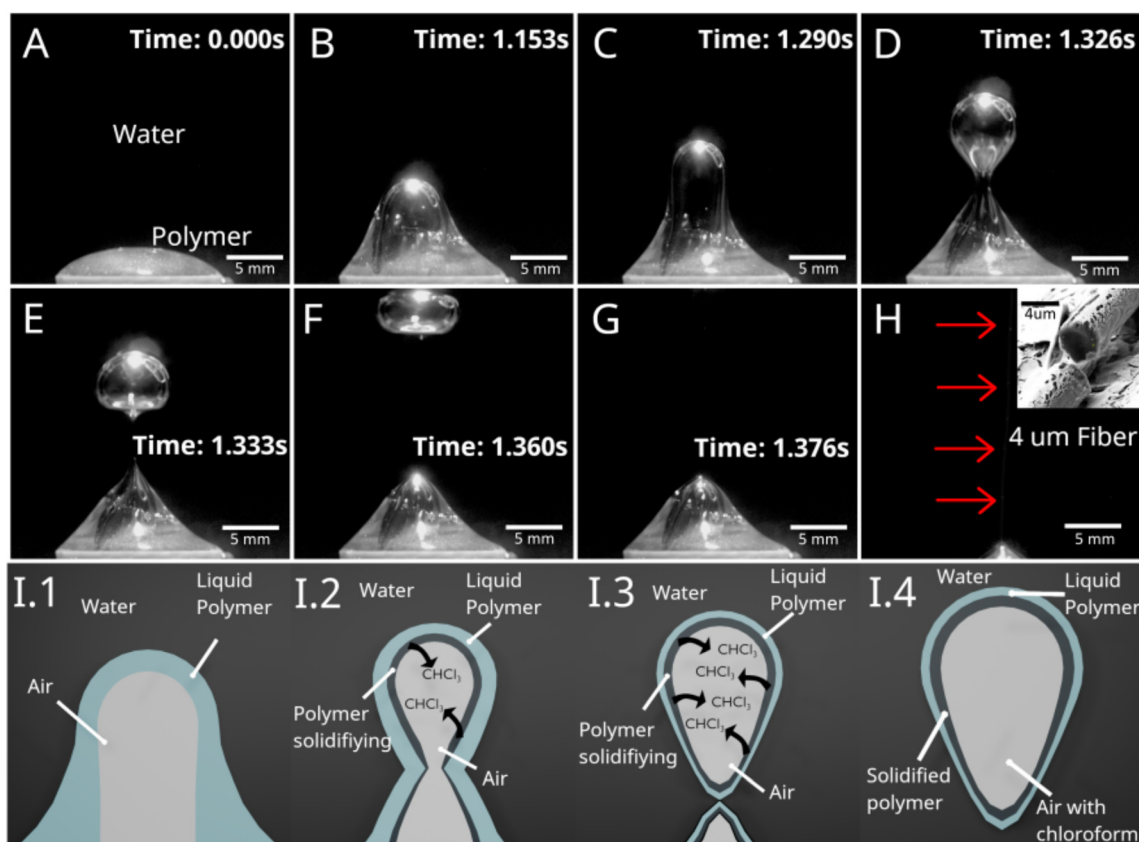 A
Time: 0.000s
Water
Polymer
5 mm
B
Time: 1.153s
5 mm
C
Time: 1.290s
5 mm
D
Time: 1.326s
5 mm
E
Time: 1.333s
5 mm
F
Time: 1.360s
5 mm
G
Time: 1.376s
5 mm
H
4um
4 um Fiber
5 mm
I.1
Water
Liquid
Polymer
Air
I.2
Water
Liquid
Polymer
CHCl₃
CHCl₃
Polymer
solidifiying
Air
I.3
Water
Liquid
Polymer
CHCl₃
CHCl₃
CHCl₃
CHCl₃
Polymer
solidifiying
Air
I.4
Water
Liquid
Polymer
Solidified
polymer
Air with
chloroform